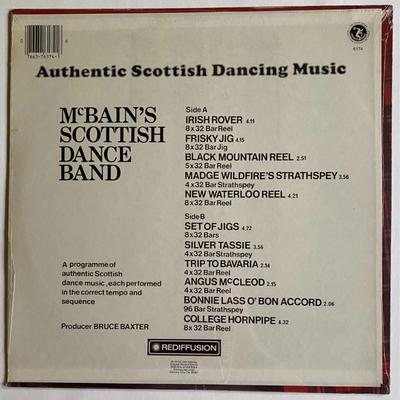 0
6
6174
Authentic Scottish Dancing Music
McBAIN'S
SCOTTISH
DANCE
BAND
Side A
IRISH ROVER 4.11
8 x 32 Bar Reel
FRISKY JIG 4.15
8 x 32 Bar Jig
BLACK MOUNTAIN REEL 2.51
5 x 32 Bar Reel
MADGE WILDFIRE'S STRATHSPEY 3.56
4 x 32 Bar Strathspey
NEW WATERLOO REEL 4.21
8 x 32 Bar Reel
Side B
SET OF JIGS 4.22
8 x 32 Bars
SILVER TASSIE 3.56
4 x 32 Bar Strathspey
TRIP TO BAVARIA 2.14
4 x 32 Bar Reel
ANGUS McCLEOD 2.15
4 x 32 Bar Reel
BONNIE LASS O' BON ACCORD 2.06
96 Bar Strathspey
COLLEGE HORNPIPE 4.32
8 x 32 Bar Reel
A programme of
authentic Scottish
dance music, each performed
in the correct tempo and
sequence
Producer BRUCE BAXTER
REDIFFUSION